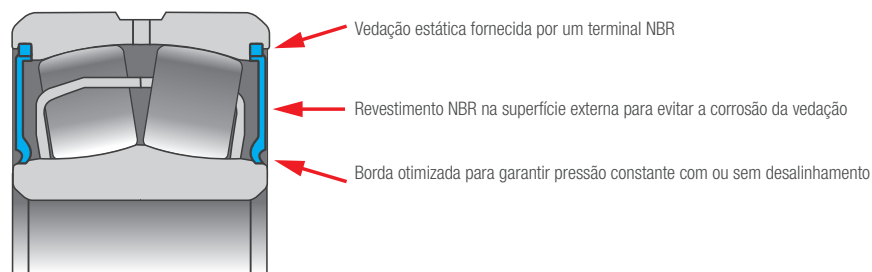 Vedação estática fornecida por um terminal NBR
Revestimento NBR na superfície externa para evitar a corrosão da vedação
Borda otimizada para garantir pressão constante com ou sem desalinhamento